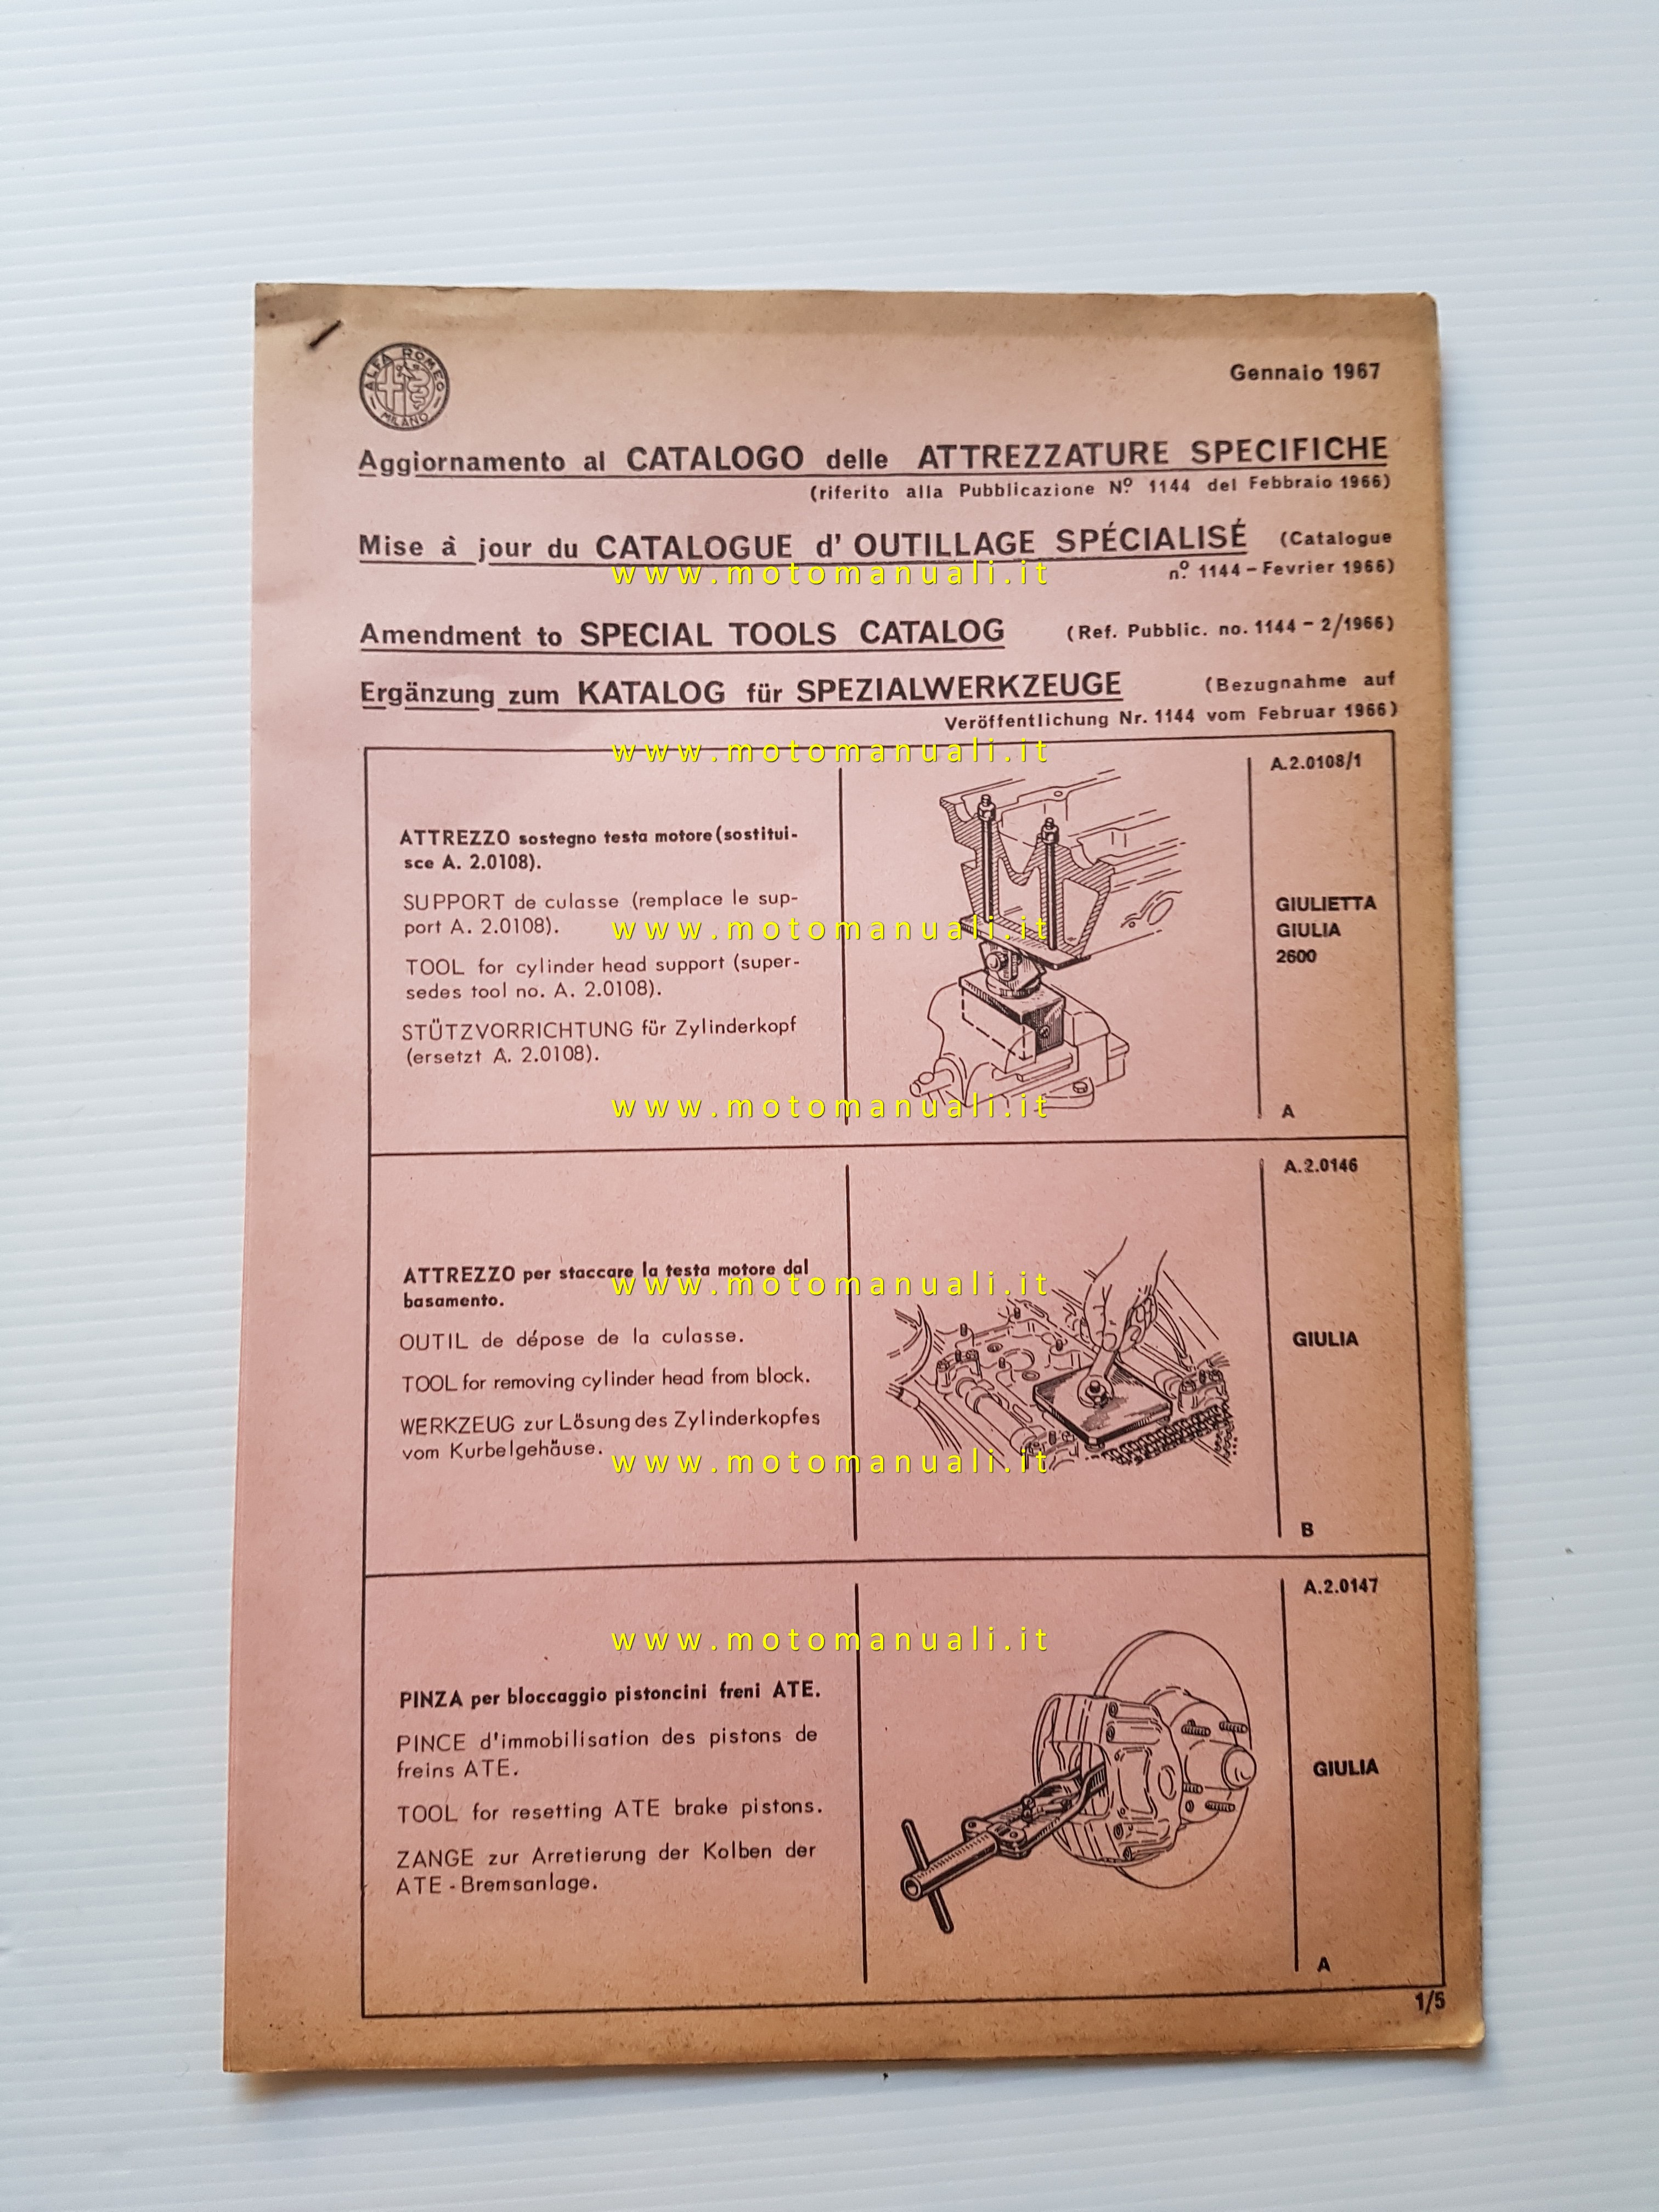 ALFA ROMEO
MILANO
Gennaio 1967
Aggiornamento al CATALOGO delle ATTREZZATURE SPECIFICHE
(riferito alla Pubblicazione Nº 1144 del Febbraio 1966)
Mise à jour du CATALOGUE d' OUTILLAGE SPÉCIALISÉ (Catalogue
nº 1144 - Fevrier 1966)
www.motomanuali.it
Amendment to SPECIAL TOOLS CATALOG (Ref. Pubblic. no. 1144 - 2/1966)
Ergänzung zum KATALOG für SPEZIALWERKZEUGE (Bezugnahme auf
Veröffentlichung Nr. 1144 vom Februar 1966)
www.motomanuali.it
A.2.0108/1
ATTREZZO sostegno testa motore (sostitui-
sce A. 2.0108).
SUPPORT de culasse (remplace le sup-
port A. 2.0108).
www.motomanuali.it
TOOL for cylinder head support (super-
sedes tool no. A. 2.0108).
STÜTZVORRICHTUNG für Zylinderkopf
(ersetzt A. 2.0108).
GIULIETTA
GIULIA
2600
www.motomanuali.it
A
A.2.0146
ATTREZZO per staccare la testa motore dal
basamento.
www.motomanuali.it
OUTIL de dépose de la culasse.
TOOL for removing cylinder head from block.
WERKZEUG zur Lösung des Zylinderkopfes
vom Kurbelgehäuse.
www.motomanuali.it
GIULIA
B
A.2.0147
www.motomanuali.it
PINZA per bloccaggio pistoncini freni ATE.
PINCE d'immobilisation des pistons de
freins ATE.
TOOL for resetting ATE brake pistons.
ZANGE zur Arretierung der Kolben der
ATE - Bremsanlage.
GIULIA
A
1/5